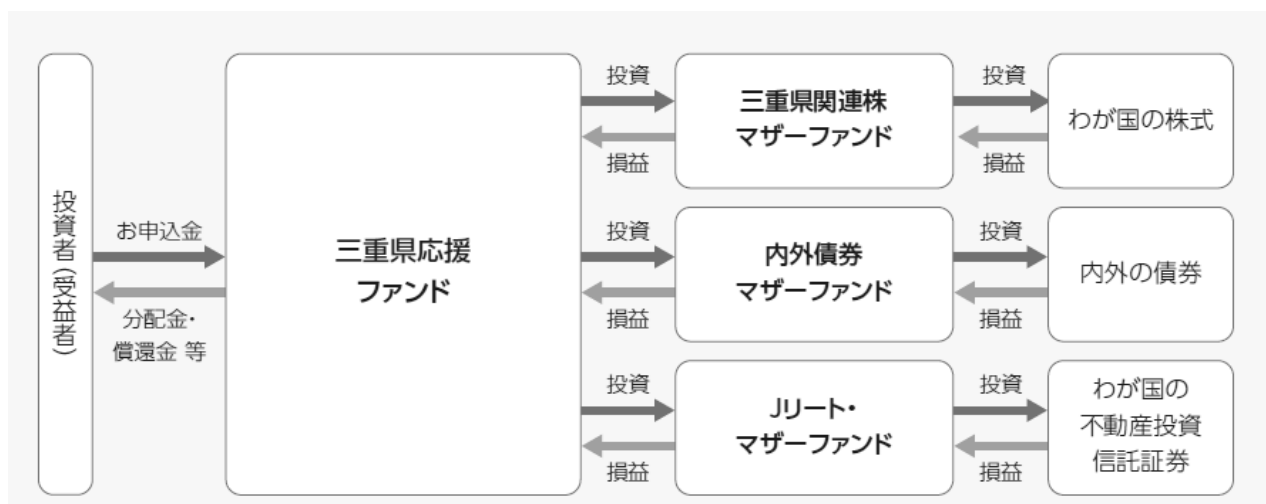 投資者(受益者)
お申込金
分配金・
償還金 等
三重県応援
ファンド
投資
損益
三重県関連株
マザーファンド
投資
損益
わが国の株式
投資
損益
内外債券
マザーファンド
投資
損益
内外の債券
投資
損益
Jリート・
マザーファンド
投資
損益
わが国の
不動産投資
信託証券